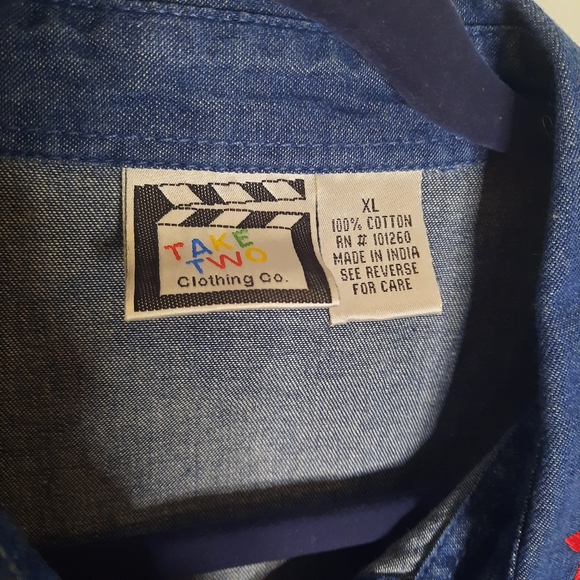 TAKE
TWO
Clothing Co.
XL
100% COTTON
RN # 101260
MADE IN INDIA
SEE REVERSE
FOR CARE